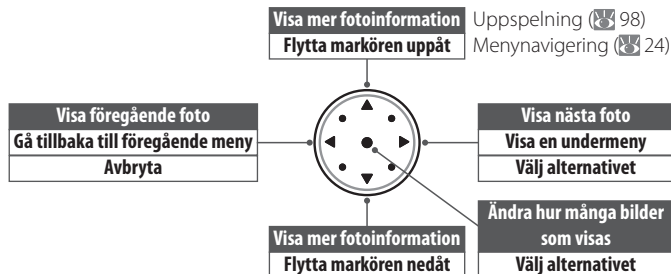 Visa mer fotoinformation
Flytta markören uppåt
Uppspelning (98)
Menynavigering (24)
Visa föregående foto
Gå tillbaka till föregående meny
Avbryta
Visa nästa foto
Visa en undermeny
Välj alternativet
Visa mer fotoinformation
Flytta markören nedåt
Ändra hur många bilder
som visas
Välj alternativet